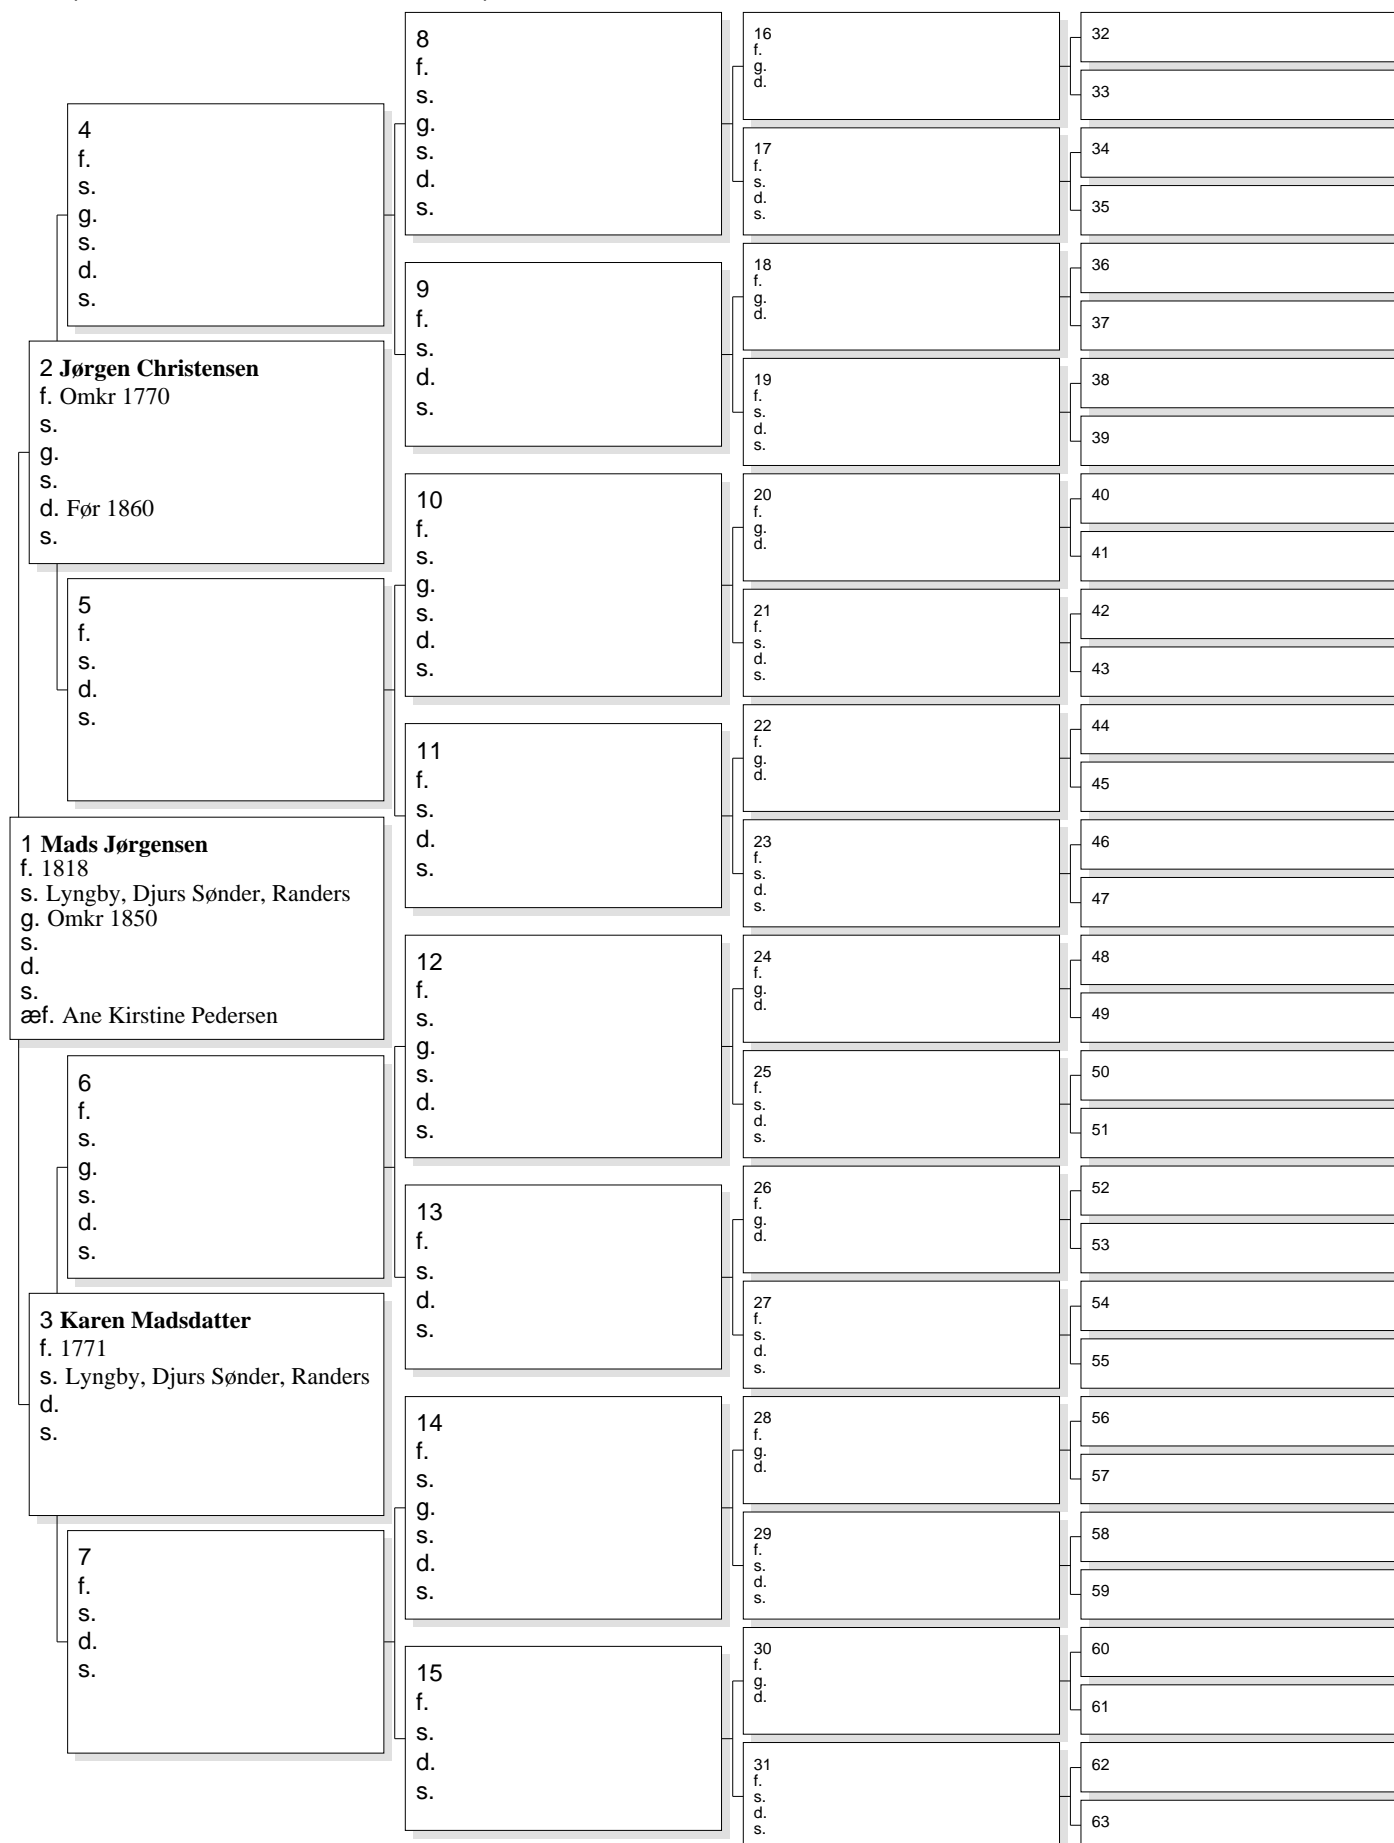 4
f.
s.
g.
s.
d.
s.
2 Jørgen Christensen
f. Omkr 1770
s.
g.
s.
d. Før 1860
s.
5
f.
s.
d.
s.
1 Mads Jørgensen
f. 1818
s. Lyngby, Djurs Sønder, Randers
g. Omkr 1850
s.
d.
s.
æf. Ane Kirstine Pedersen
6
f.
s.
g.
s.
d.
s.
3 Karen Madsdatter
f. 1771
s. Lyngby, Djurs Sønder, Randers
d.
s.
7
f.
s.
d.
s.
8
f.
s.
g.
s.
d.
s.
9
f.
s.
d.
s.
10
f.
s.
g.
s.
d.
s.
11
f.
s.
d.
s.
12
f.
s.
g.
s.
d.
s.
13
f.
s.
d.
s.
14
f.
s.
g.
s.
d.
s.
15
f.
s.
d.
s.
16
f.
g.
d.
17
f.
s.
d.
s.
18
f.
g.
d.
19
f.
s.
d.
s.
20
f.
g.
d.
21
f.
s.
d.
s.
22
f.
g.
d.
23
f.
s.
d.
s.
24
f.
g.
d.
25
f.
s.
d.
s.
26
f.
g.
d.
27
f.
s.
d.
s.
28
f.
g.
d.
29
f.
s.
d.
s.
30
f.
g.
d.
31
f.
s.
d.
s.
32
33
34
35
36
37
38
39
40
41
42
43
44
45
46
47
48
49
50
51
52
53
54
55
56
57
58
59
60
61
62
63